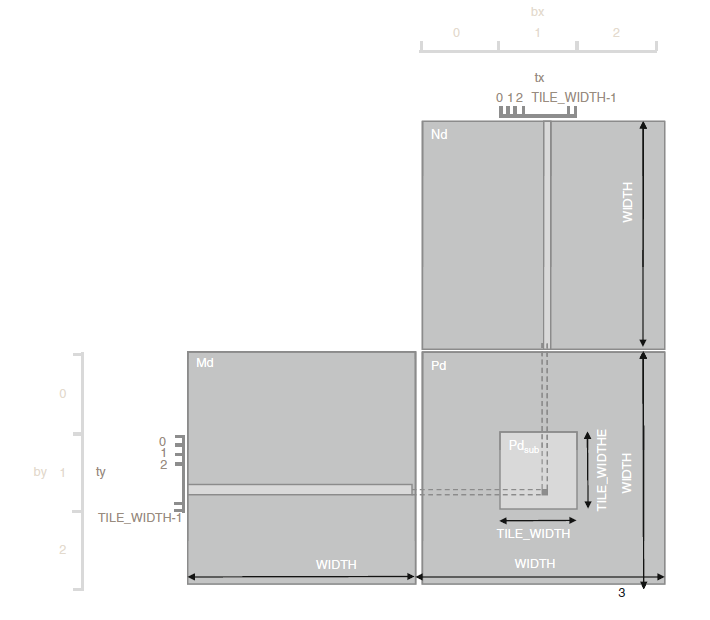 bx
0 1 2
tx
0 1 2 TILE_WIDTH-1
Nd
WIDTH
Md
Pd
0
by 1 ty
2
0
1
2
TILE_WIDTH-1
Pdsub
TILE_WIDTHE
WIDTH
TILE_WIDTH
WIDTH
WIDTH
3